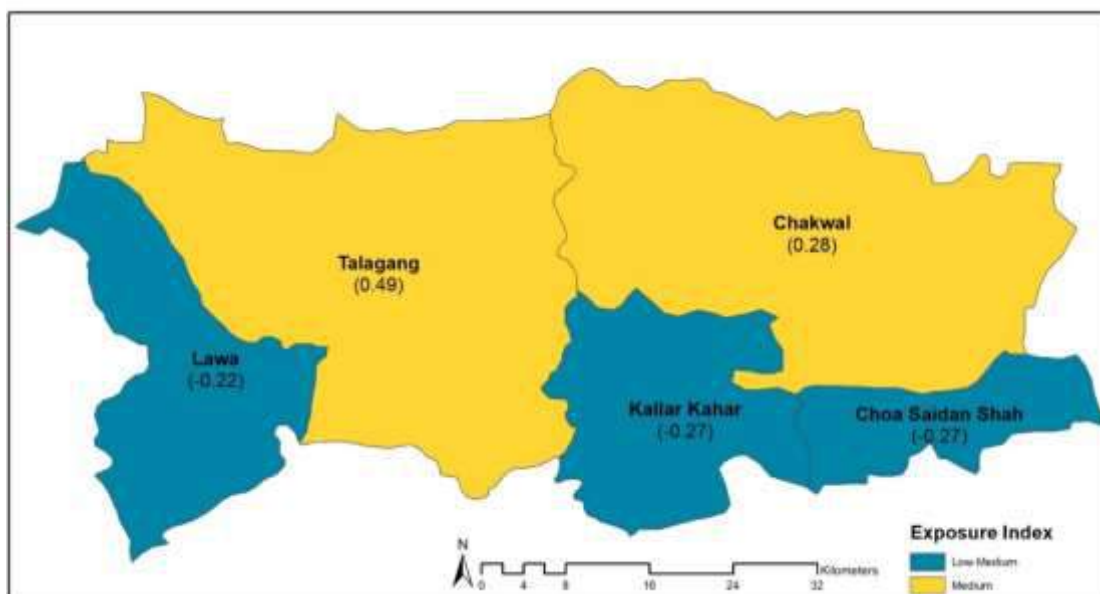 Chakwal
(0.28)
Talagang
(0.49)
Lawa
(-0.22)
Kallar Kahar
(-0.27)
Choa Saidan Shah
(-0.27)
Exposure Index
Low Medium
Medium
N
0 4 8 16 24 32
Kilometers